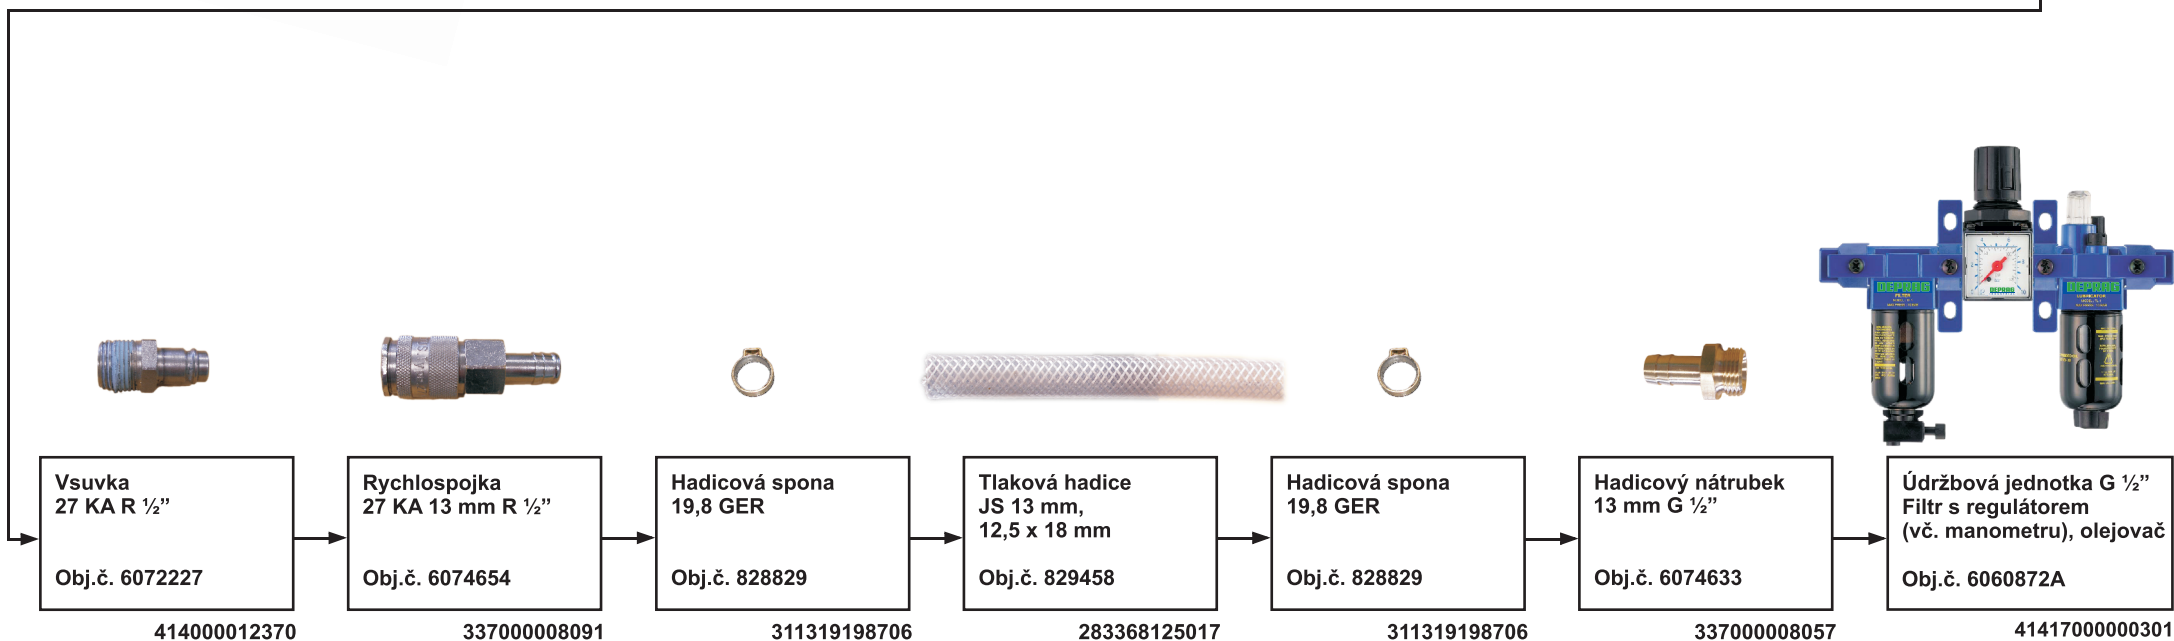 DEPRAG
FILTER
DEPRAG
DEPRAG
LUBRICATOR
Vsuvka
27 KA R ½”
Obj.č. 6072227
414000012370
Rychlospojka
27 KA 13 mm R ½”
Obj.č. 6074654
337000008091
Hadicová spona
19,8 GER
Obj.č. 828829
311319198706
Tlaková hadice
JS 13 mm,
12,5 x 18 mm
Obj.č. 829458
283368125017
Hadicová spona
19,8 GER
Obj.č. 828829
311319198706
Hadicový nátrubek
13 mm G ½”
Obj.č. 6074633
337000008057
Údržbová jednotka G ½”
Filtr s regulátorem
(vč. manometru), olejovač
Obj.č. 6060872A
41417000000301